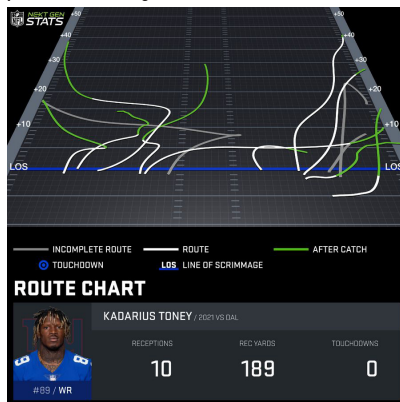 NFL NEXT GEN STATS
+50 +50
+40 +40
+30 +30
+20 +20
+10 +10
LOS LOS
INCOMPLETE ROUTE ROUTE AFTER CATCH
TOUCHDOWN LOS LINE OF SCRIMMAGE
ROUTE CHART
KADARIUS TONEY / 2021 VS DAL
RECEPTIONS REC YARDS TOUCHDOWNS
10 189 0
#89 / WR